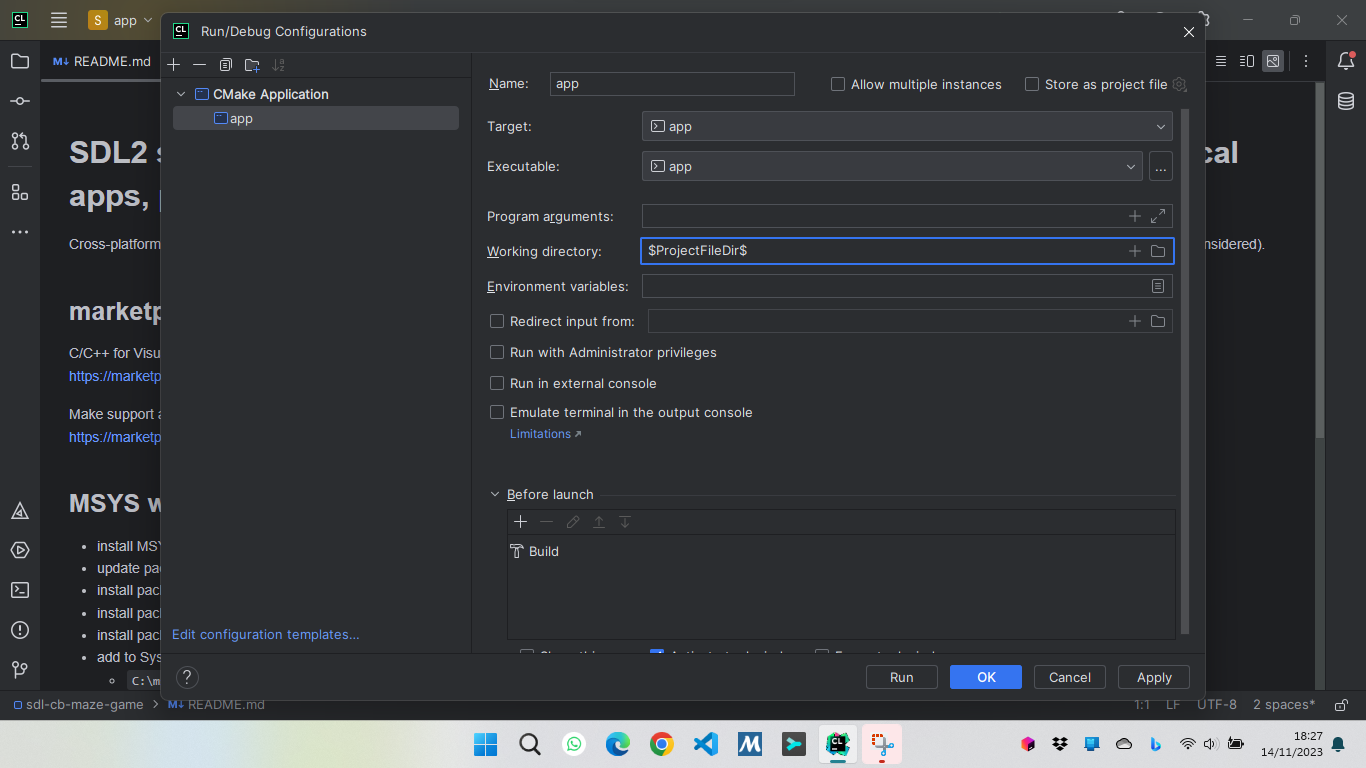 CL
S
app
CL
Run/Debug Configurations
M↓ README.md
CMake Application
app
Name:
app
Allow multiple instances
Store as project file
Target:
app
Executable:
app
...
Program arguments:
Working directory:
$ProjectFileDir$
Environment variables:
Redirect input from:
Run with Administrator privileges
Run in external console
Emulate terminal in the output console
Limitations ↗
Before launch
Build
Edit configuration templates...
?
Run
OK
Cancel
Apply
SDL2
apps,
Cross-platform
nsidered).
C/C++ for Visu
https://marketp
Make support
https://marketp
MSYS
install MSY
update pac
install pac
install pac
install pac
add to Sys
C:\m
sdl-cb-maze-game
M↓ README.md
1:1
LF
UTF-8
2 spaces*
CL
M
b
18:27
14/11/2023